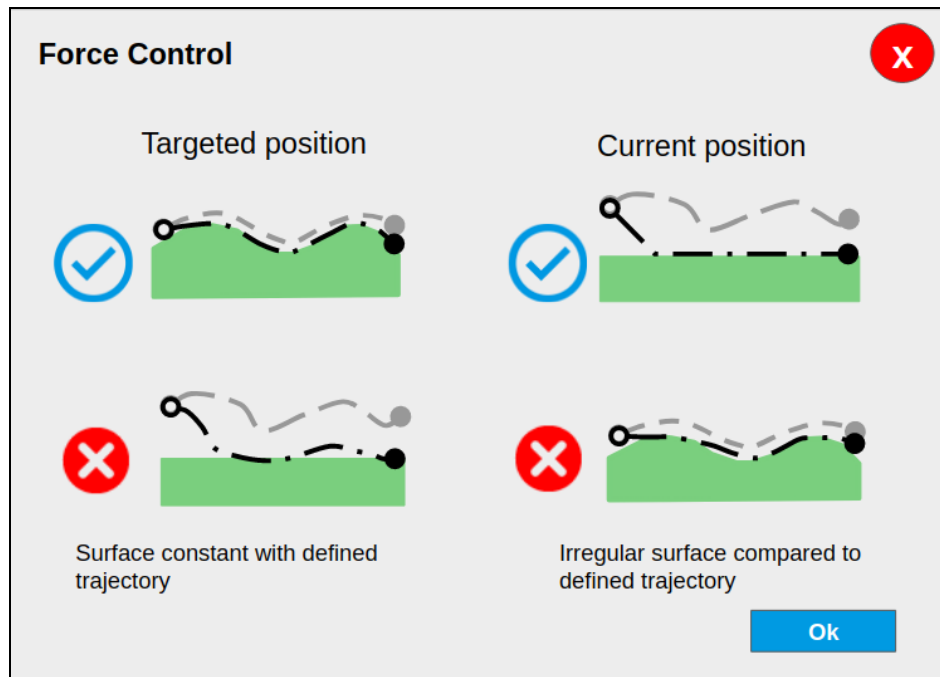 Force Control
x
Targeted position
Current position
Surface constant with defined
trajectory
Irregular surface compared to
defined trajectory
Ok